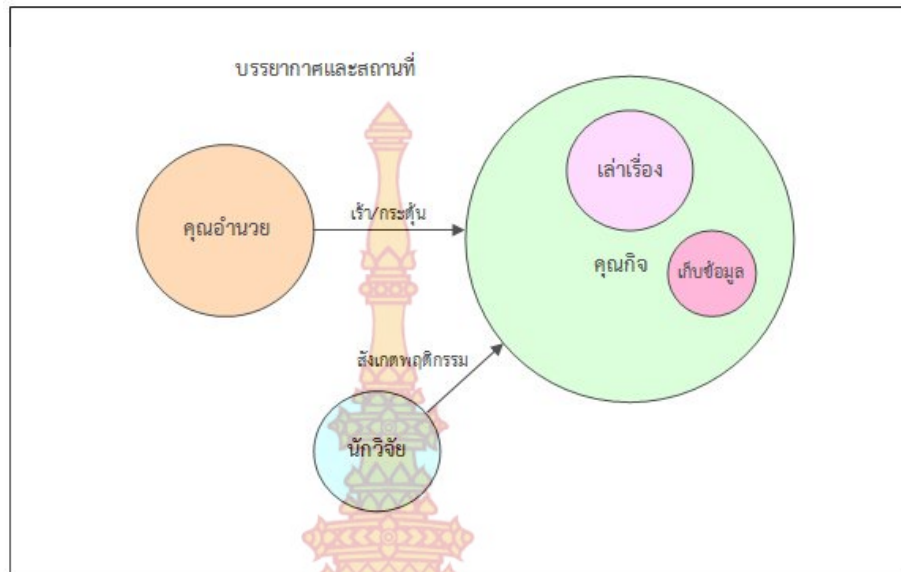 บรรยากาศและสถานที่
เล่าเรื่อง
คุณอำนวย
เร้า/กระตุ้น
คุณกิจ
เก็บข้อมูล
สังเกตพฤติกรรม
นักวิจัย